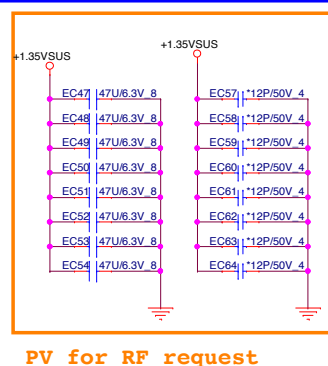 +1.35VSUS
EC47 47U/6.3V_8
EC48 47U/6.3V_8
EC49 47U/6.3V_8
EC50 47U/6.3V_8
EC51 47U/6.3V_8
EC52 47U/6.3V_8
EC53 47U/6.3V_8
EC54 47U/6.3V_8
+1.35VSUS
EC57 *12P/50V_4
EC58 *12P/50V_4
EC59 *12P/50V_4
EC60 *12P/50V_4
EC61 *12P/50V_4
EC62 *12P/50V_4
EC63 *12P/50V_4
EC64 *12P/50V_4
PV for RF request